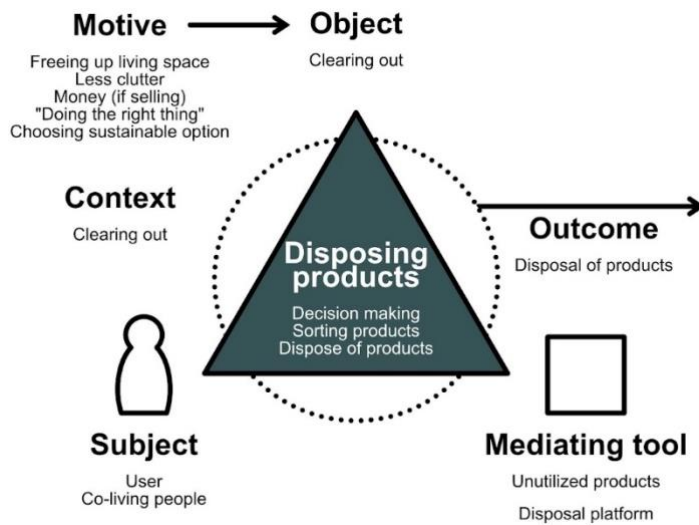 Motive
Freeing up living space
Less clutter
Money (if selling)
"Doing the right thing"
Choosing sustainable option
Object
Clearing out
Context
Clearing out
Disposing
products
Decision making
Sorting products
Dispose of products
Outcome
Disposal of products
Subject
User
Co-living people
Mediating tool
Unutilized products
Disposal platform